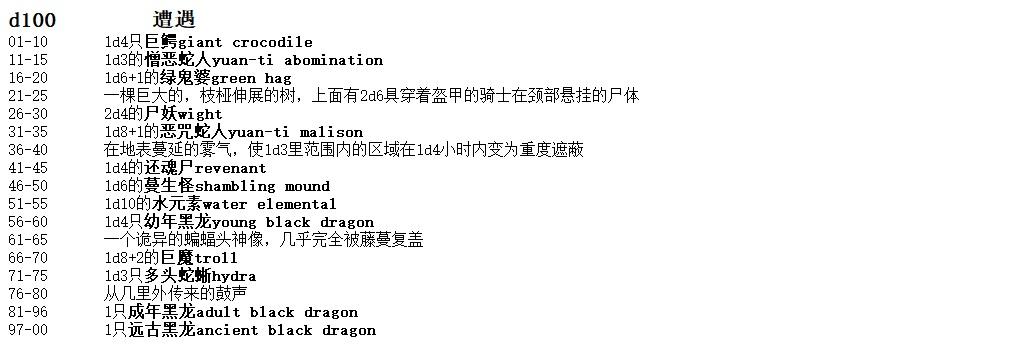 d100 遭遇
01-10 1d4只巨鳄giant crocodile
11-15 1d3的憎恶蛇人yuan-ti abomination
16-20 1d6+1的绿鬼婆green hag
21-25 一棵巨大的，枝桠伸展的树，上面有2d6具穿着盔甲的骑士在颈部悬挂的尸体
26-30 2d4的尸妖wight
31-35 1d8+1的恶咒蛇人yuan-ti malison
36-40 在地表蔓延的雾气，使1d3里范围内的区域在1d4小时内变为重度遮蔽
41-45 1d4的还魂尸revenant
46-50 1d6的蔓生怪shambling mound
51-55 1d10的水元素water elemental
56-60 1d4只幼年黑龙young black dragon
61-65 一个诡异的蝙蝠头神像，几乎完全被藤蔓复盖
66-70 1d8+2的巨魔troll
71-75 1d3只多头蛇蜥hydra
76-80 从几里外传来的鼓声
81-96 1只成年黑龙adult black dragon
97-00 1只远古黑龙ancient black dragon